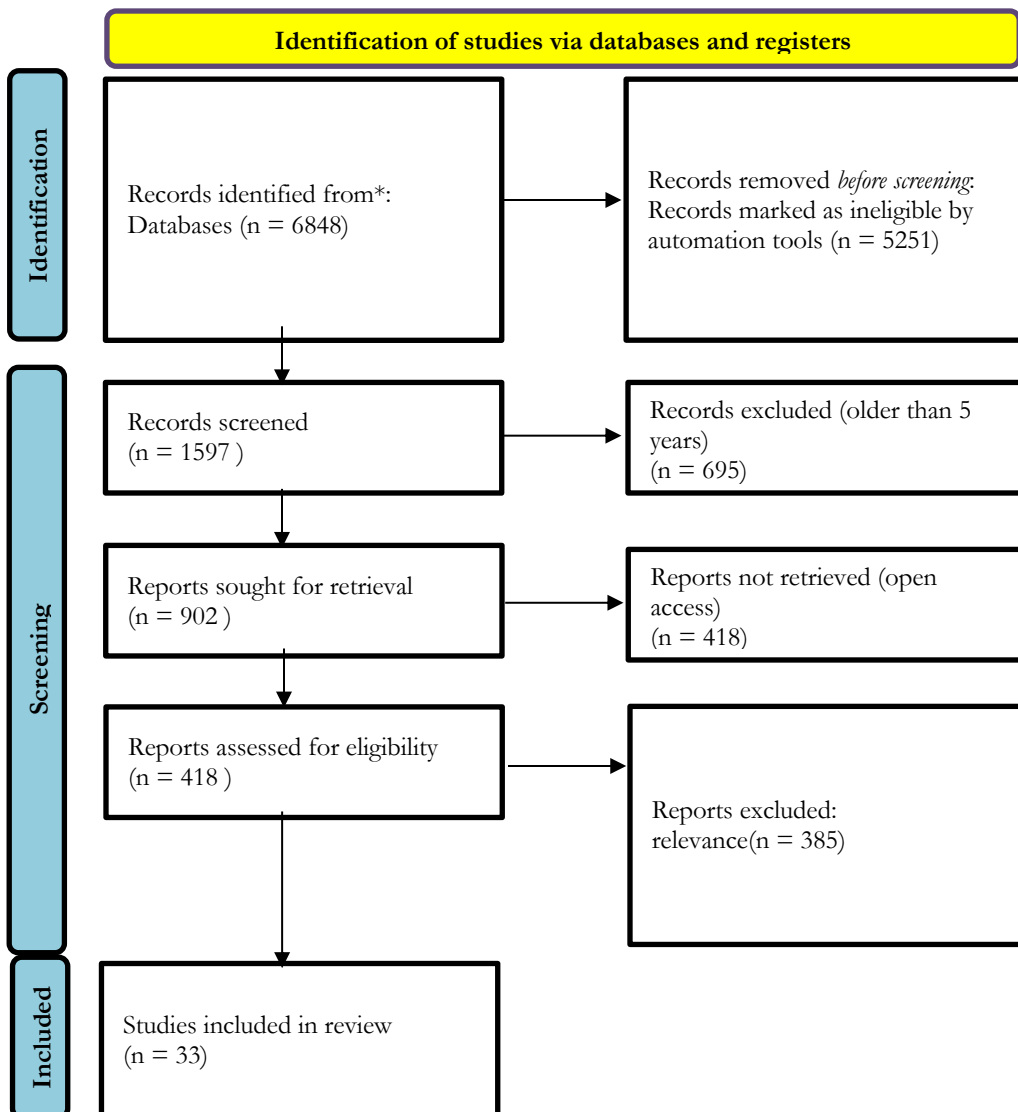 Identification of studies via databases and registers
Identification
Records identified from*:
Databases (n = 6848)
Records removed before screening:
Records marked as ineligible by
automation tools (n = 5251)
Screening
Records screened
(n = 1597 )
Records excluded (older than 5
years)
(n = 695)
Reports sought for retrieval
(n = 902 )
Reports not retrieved (open
access)
(n = 418)
Reports assessed for eligibility
(n = 418 )
Reports excluded:
relevance(n = 385)
Included
Studies included in review
(n = 33)